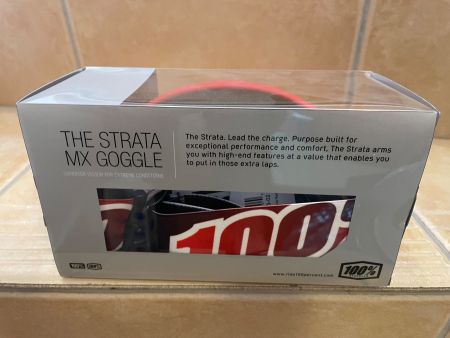 THE STRATA
MX GOGGLE
SUPERIOR VISION FOR EXTREME CONDITIONS
The Strata. Lead the charge. Purpose built for
exceptional performance and comfort, The Strata arms
you with high-end features at a value that enables you
to put in those extra laps.
100%
100%
www.ride100percent.com
100%